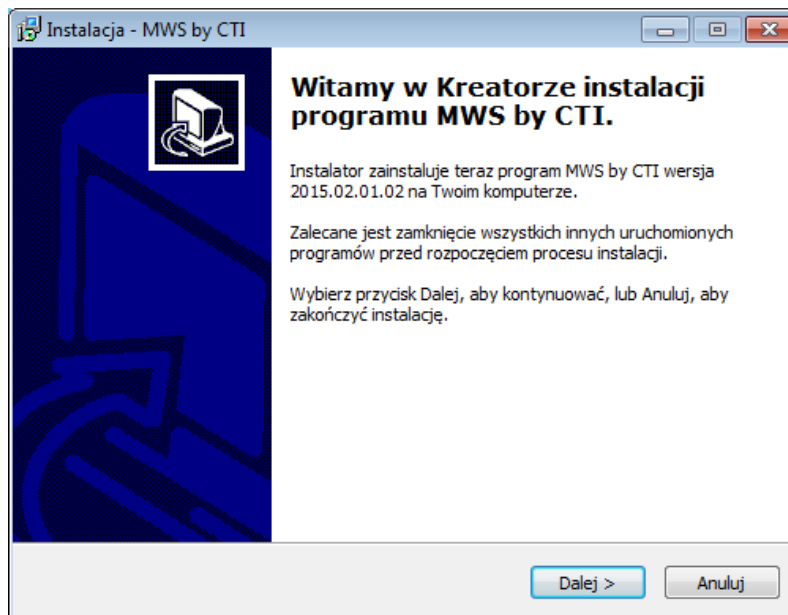 Instalacja - MWS by CTI
Witamy w Kreatorze instalacji
programu MWS by CTI.
Instalator zainstaluje teraz program MWS by CTI wersja
2015.02.01.02 na Twoim komputerze.
Zalecane jest zamknięcie wszystkich innych uruchomionych
programów przed rozpoczęciem procesu instalacji.
Wybierz przycisk Dalej, aby kontynuować, lub Anuluj, aby
zakończyć instalację.
Dalej >
Anuluj